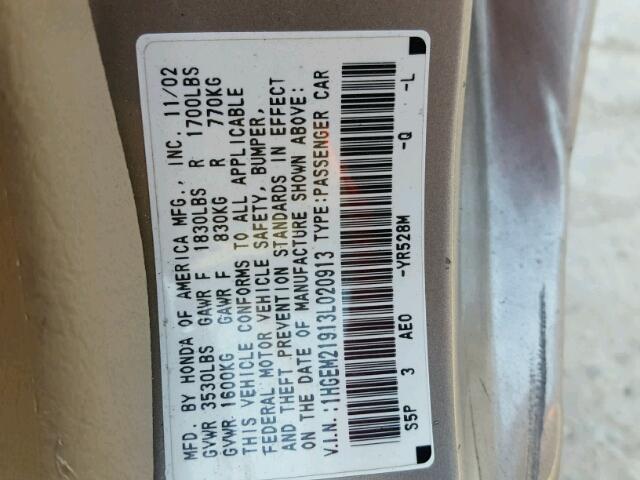 MFD. BY HONDA OF AMERICA MFG., INC. 11/02
GVWR 3530LBS GAWR F 1830LBS R 1700LBS
GVWR 1600KG GAWR F 830KG R 770KG
THIS VEHICLE CONFORMS TO ALL APPLICABLE
FEDERAL MOTOR VEHICLE SAFETY, BUMPER,
AND THEFT PREVENTION STANDARDS IN EFFECT
ON THE DATE OF MANUFACTURE SHOWN ABOVE:
V.I.N.:1HGEM21913L020913 TYPE:PASSENGER CAR
S5P 3 AE0 -YR528M -Q -L